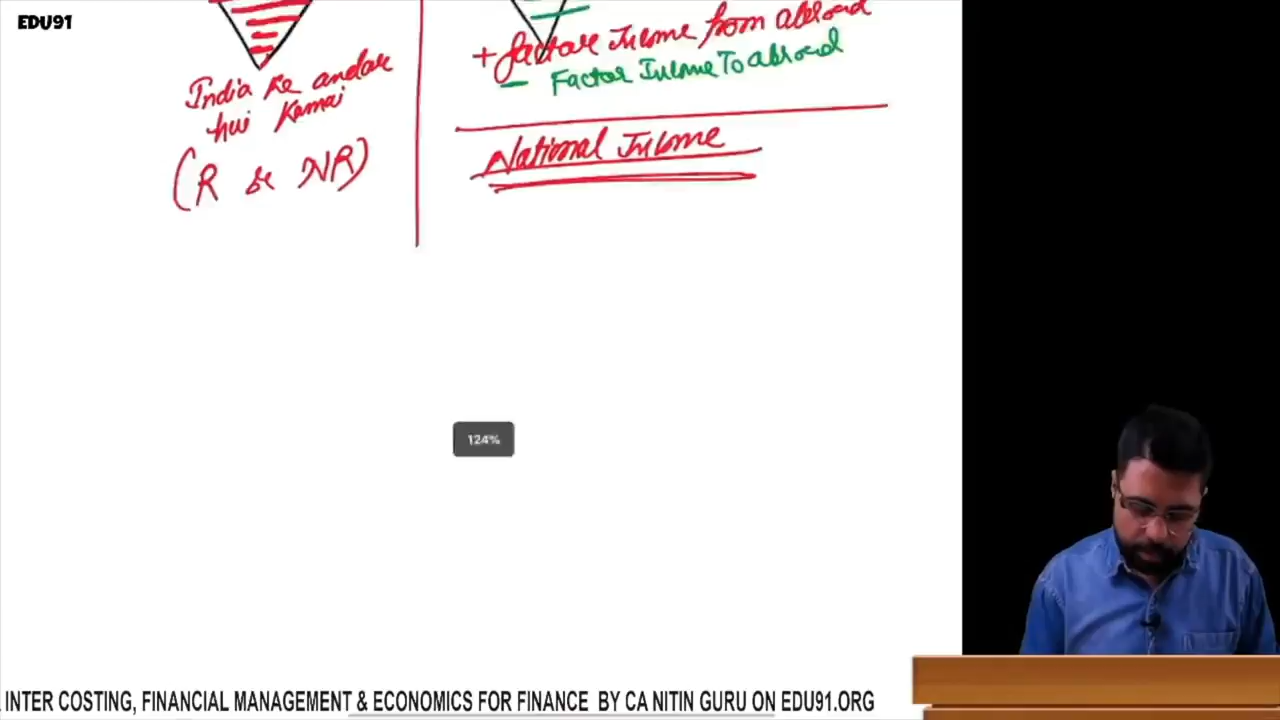 EDU91
India ke andar
hui Kamai
(R & NR)
+ factor Income from abroad
- Factor Income To abroad
National Income
124%
INTER COSTING, FINANCIAL MANAGEMENT & ECONOMICS FOR FINANCE BY CA NITIN GURU ON EDU91.ORG